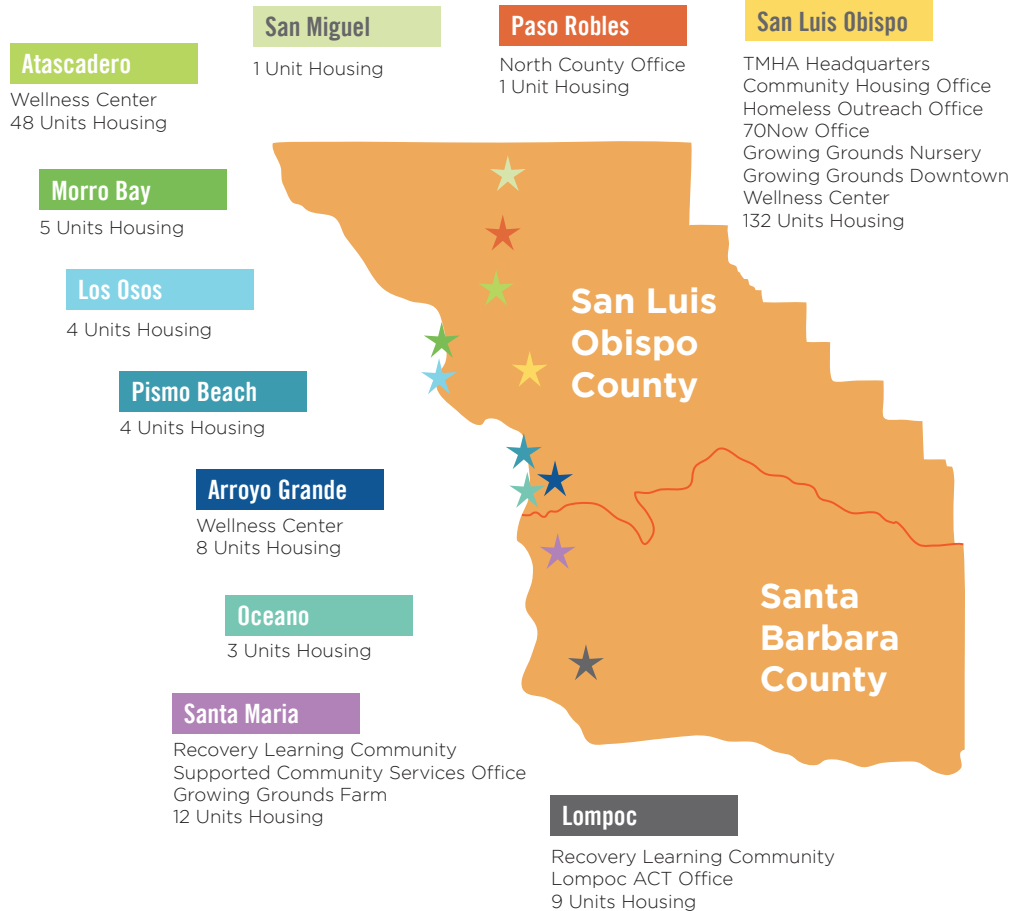 San Miguel
1 Unit Housing
Paso Robles
North County Office
1 Unit Housing
San Luis Obispo
TMHA Headquarters
Community Housing Office
Homeless Outreach Office
70Now Office
Growing Grounds Nursery
Growing Grounds Downtown
Wellness Center
132 Units Housing
Atascadero
Wellness Center
48 Units Housing
Morro Bay
5 Units Housing
Los Osos
4 Units Housing
Pismo Beach
4 Units Housing
Arroyo Grande
Wellness Center
8 Units Housing
Oceano
3 Units Housing
Santa Maria
Recovery Learning Community
Supported Community Services Office
Growing Grounds Farm
12 Units Housing
Lompoc
Recovery Learning Community
Lompoc ACT Office
9 Units Housing
San Luis
Obispo
County
Santa
Barbara
County